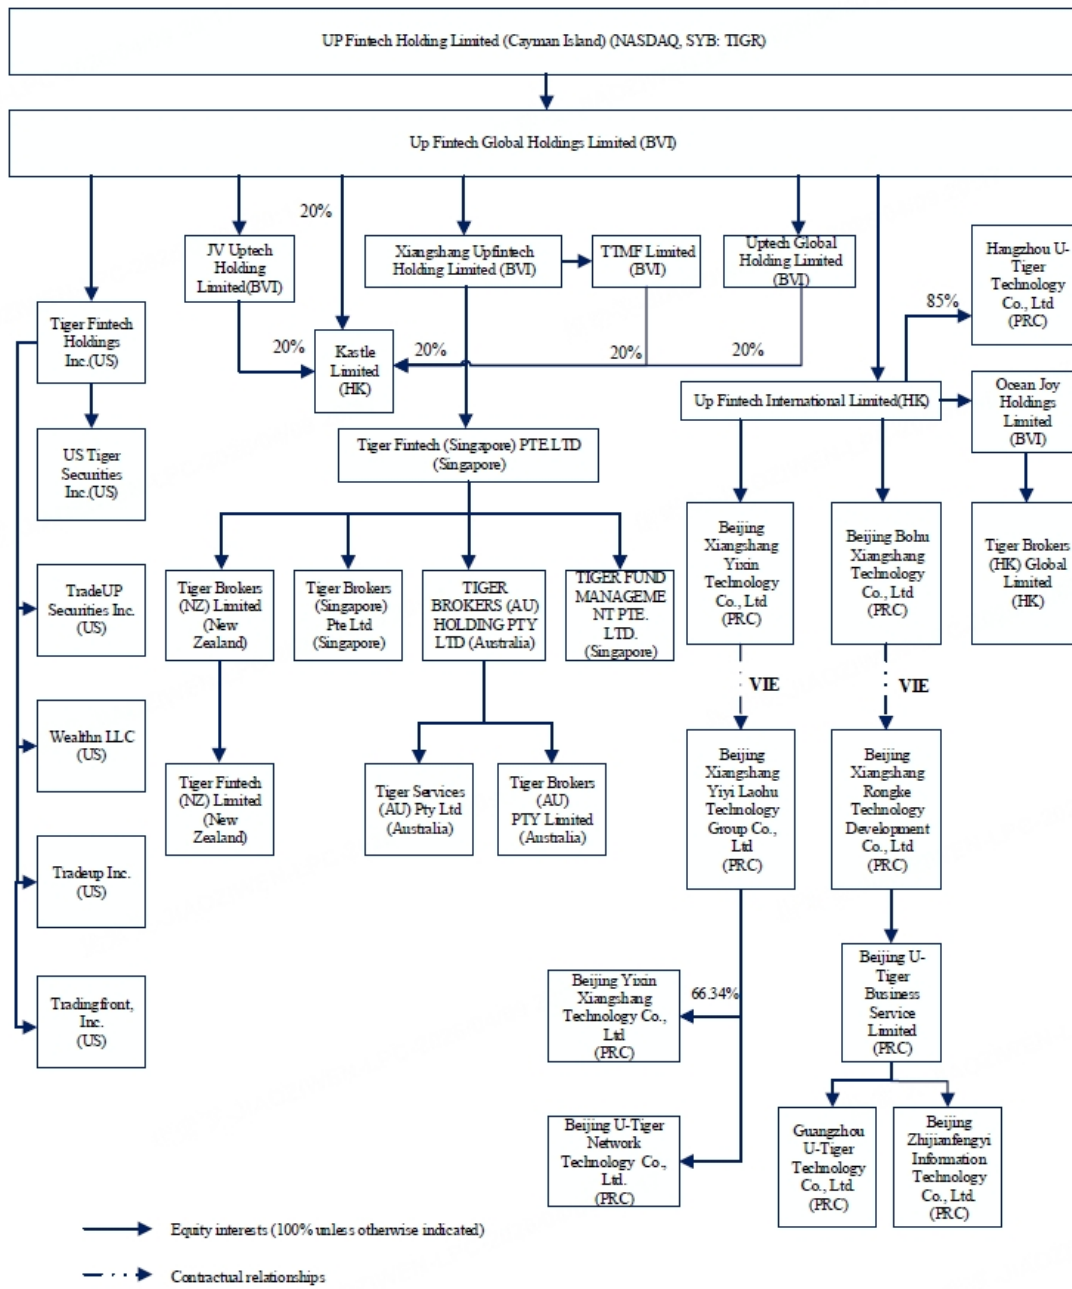 UP Fintech Holding Limited (Cayman Island) (NASDAQ, SYB: TIGR)
Up Fintech Global Holdings Limited (BVI)
20%
JV Uptech
Holding
Limited(BVI)
Xiangshang Upfintech
Holding Limited (BVI)
TTMF Limited
(BVI)
Uptech Global
Holding Limited
(BVI)
Hangzhou U-
Tiger
Technology
Co., Ltd
(PRC)
85%
Tiger Fintech
Holdings
Inc.(US)
20%
Kastle
Limited
(HK)
20%
20%
20%
Up Fintech International Limited(HK)
Ocean Joy
Holdings
Limited
(BVI)
US Tiger
Securities
Inc.(US)
Tiger Fintech (Singapore) PTE.LTD
(Singapore)
Beijing
Xiangshang
Yixin
Technology
Co., Ltd
(PRC)
Beijing Bohu
Xiangshang
Technology
Co., Ltd
(PRC)
Tiger Brokers
(HK) Global
Limited
(HK)
TradeUP
Securities Inc.
(US)
Tiger Brokers
(NZ) Limited
(New
Zealand)
Tiger Brokers
(Singapore)
Pte Ltd
(Singapore)
TIGER
BROKERS (AU)
HOLDING PTY
LTD (Australia)
TIGER FUND
MANAGEME
NT PTE.
LTD.
(Singapore)
VIE
VIE
Wealthn LLC
(US)
Tiger Fintech
(NZ) Limited
(New
Zealand)
Tiger Services
(AU) Pty Ltd
(Australia)
Tiger Brokers
(AU)
PTY Limited
(Australia)
Beijing
Xiangshang
Yiyi Laohu
Technology
Group Co.,
Ltd
(PRC)
Beijing
Xiangshang
Rongke
Technology
Development
Co., Ltd
(PRC)
Tradeup Inc.
(US)
Tradingfront,
Inc.
(US)
Beijing Yixin
Xiangshang
Technology Co.,
Ltd
(PRC)
66.34%
Beijing U-
Tiger
Business
Service
Limited
(PRC)
Beijing U-Tiger
Network
Technology Co.,
Ltd.
(PRC)
Guangzhou
U-Tiger
Technology
Co., Ltd.
(PRC)
Beijing
Zhijianfengyi
Information
Technology
Co., Ltd.
(PRC)
Equity interests (100% unless otherwise indicated)
Contractual relationships